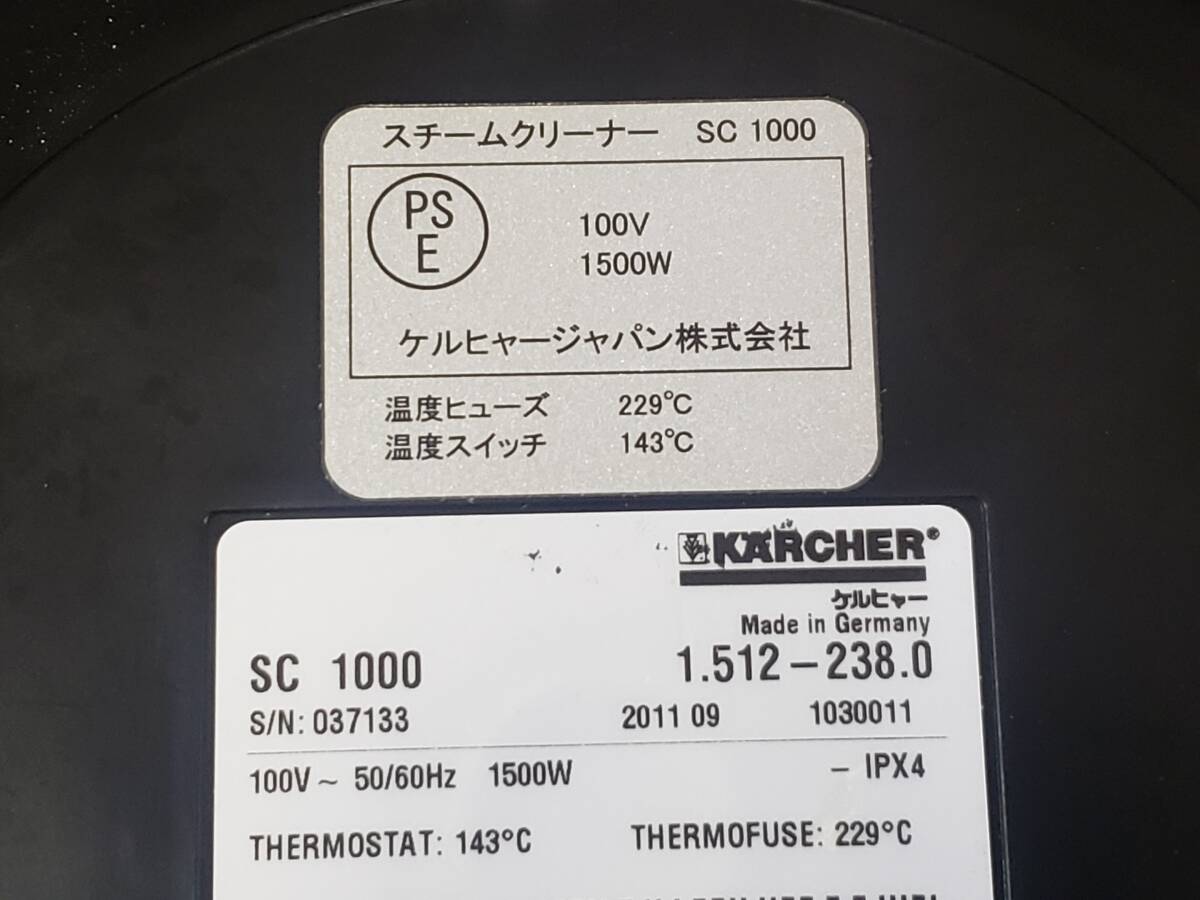 スチームクリーナー SC 1000
PS
E
100V
1500W
ケルヒャージャパン株式会社
温度ヒューズ 229℃
温度スイッチ 143℃
KÄRCHER®
ケルヒャー
Made in Germany
SC 1000 1.512-238.0
S/N: 037133 2011 09 1030011
100V~ 50/60Hz 1500W - IPX4
THERMOSTAT: 143°C THERMOFUSE: 229°C